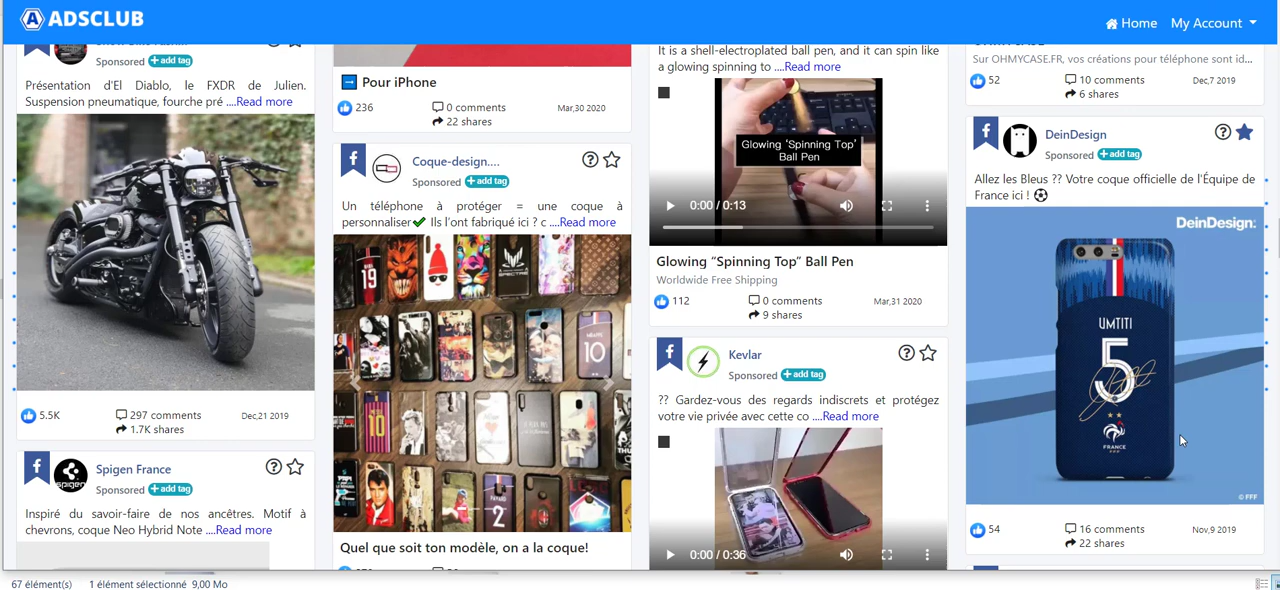 ADSCLUB
Home My Account
Sponsored + add tag
Présentation d'El Diablo, le FXDR de Julien.
Suspension pneumatique, fourche pré ....Read more
5.5K
297 comments
Dec,21 2019
1.7K shares
Spigen France
Sponsored + add tag
spigen
Inspiré du savoir-faire de nos ancêtres. Motif à
chevrons, coque Neo Hybrid Note ....Read more
Pour iPhone
236
0 comments
Mar,30 2020
22 shares
Coque-design....
Sponsored + add tag
Un téléphone à protéger = une coque à
personnaliser✔ Ils l'ont fabriqué ici ? c ....Read more
19
SPECTRE
10
10
PAVARD
2
Quel que soit ton modèle, on a la coque!
It is a shell-electroplated ball pen, and it can spin like
a glowing spinning to ....Read more
Glowing 'Spinning Top'
Ball Pen
0:00 / 0:13
Glowing “Spinning Top” Ball Pen
Worldwide Free Shipping
112
0 comments
Mar,31 2020
9 shares
Kevlar
Sponsored + add tag
?? Gardez-vous des regards indiscrets et protégez
votre vie privée avec cette co ....Read more
0:00 / 0:36
Sur OHMYCASE.FR, vos créations pour téléphone sont id...
52
10 comments
Dec,7 2019
6 shares
DeinDesign
Sponsored + add tag
Allez les Bleus ?? Votre coque officielle de l'Équipe de
France ici ! ⚽
DeinDesign:
UMTITI
5
FRANCE
© FFF
54
16 comments
Nov,9 2019
22 shares
67 élément(s) 1 élément sélectionné 9,00 Mo